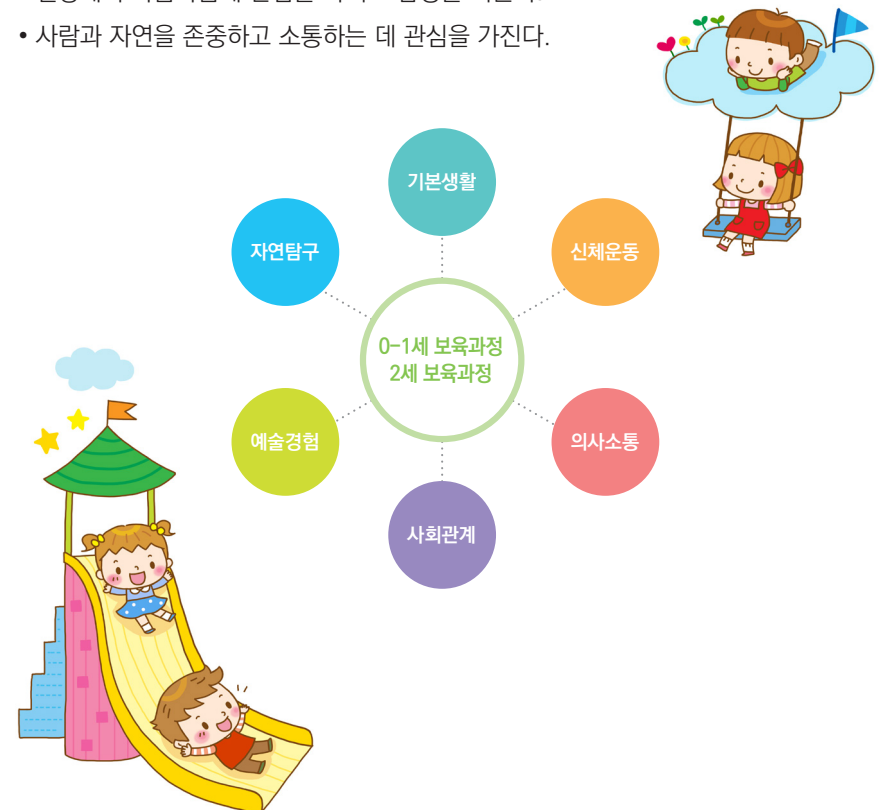 • 사람과 자연을 존중하고 소통하는 데 관심을 가진다.
기본생활
자연탐구
신체운동
0-1세 보육과정
2세 보육과정
예술경험
의사소통
사회관계